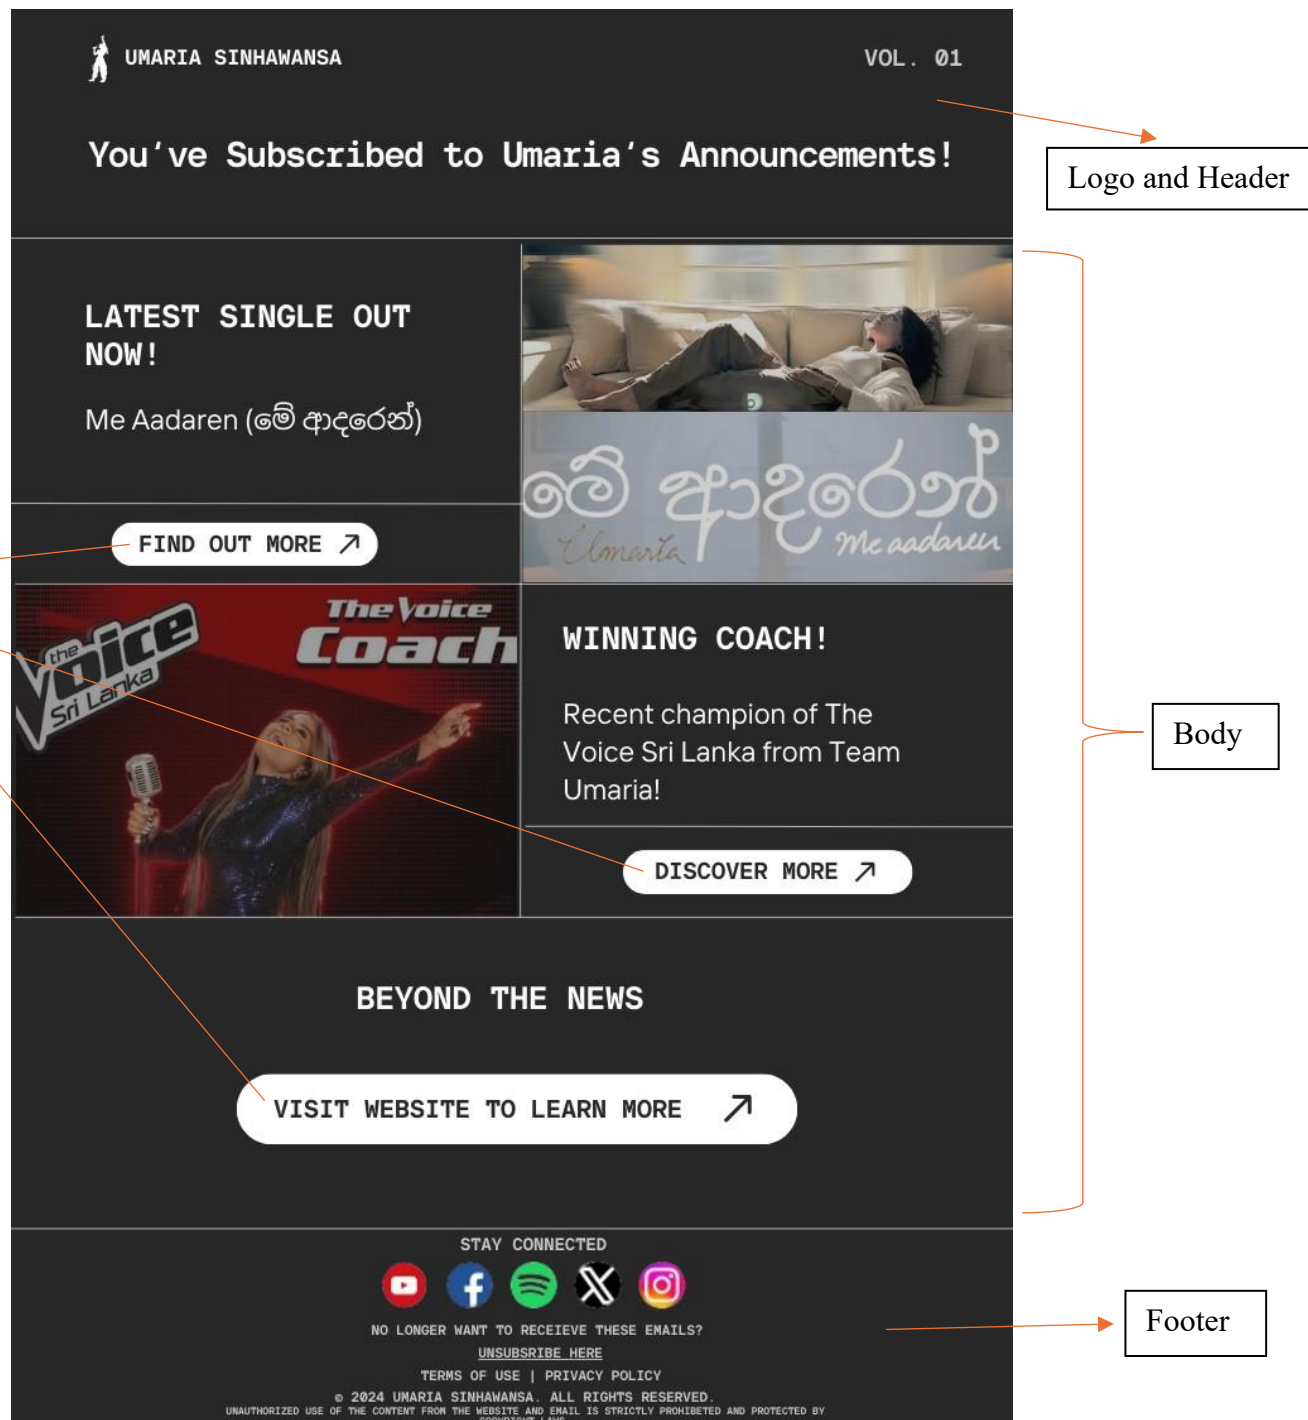 UMARIA SINHAWANSA
VOL. 01
You've Subscribed to Umaria's Announcements!
Logo and Header
LATEST SINGLE OUT
NOW!
Me Aadaren (මේ ආදරෙන්)
මේ ආදරෙන්
Umaria
Me aadaren
FIND OUT MORE
the Voice
Sri Lanka
The Voice
Coach
WINNING COACH!
Recent champion of The
Voice Sri Lanka from Team
Umaria!
DISCOVER MORE
Body
BEYOND THE NEWS
VISIT WEBSITE TO LEARN MORE
STAY CONNECTED
NO LONGER WANT TO RECEIEVE THESE EMAILS?
UNSUBSRIBE HERE
Footer
TERMS OF USE | PRIVACY POLICY
© 2024 UMARIA SINHAWANSA. ALL RIGHTS RESERVED.
UNAUTHORIZED USE OF THE CONTENT FROM THE WEBSITE AND EMAIL IS STRICTLY PROHIBETED AND PROTECTED BY
COPYRIGHT LAWS